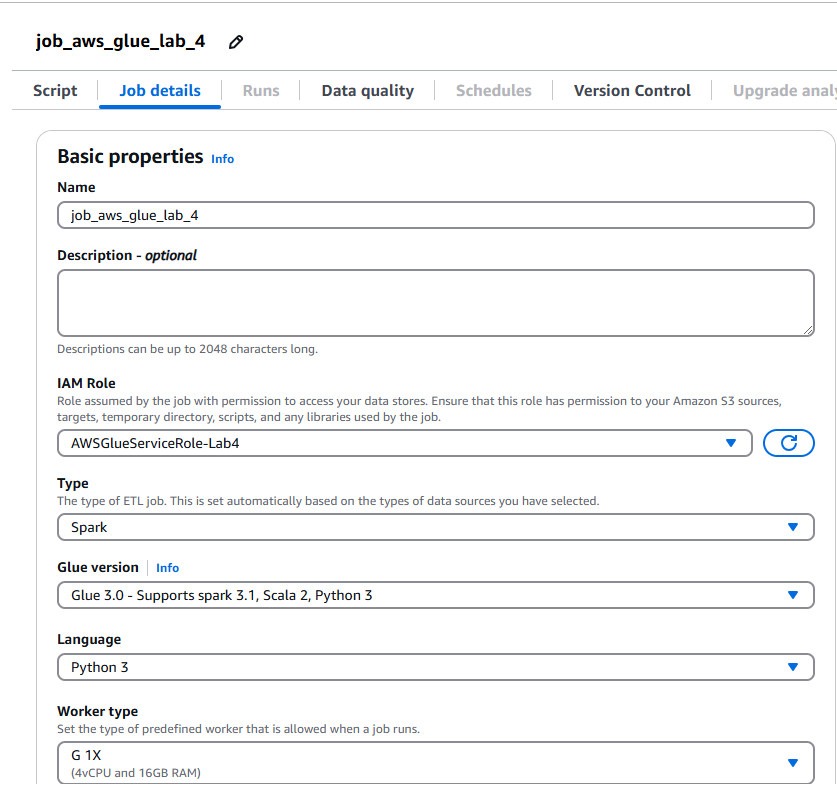 job_aws_glue_lab_4
Script Job details Runs Data quality Schedules Version Control Upgrade analy
Basic properties Info
Name
job_aws_glue_lab_4
Description - optional
Descriptions can be up to 2048 characters long.
IAM Role
Role assumed by the job with permission to access your data stores. Ensure that this role has permission to your Amazon S3 sources,
targets, temporary directory, scripts, and any libraries used by the job.
AWSGlueServiceRole-Lab4
Type
The type of ETL job. This is set automatically based on the types of data sources you have selected.
Spark
Glue version Info
Glue 3.0 - Supports spark 3.1, Scala 2, Python 3
Language
Python 3
Worker type
Set the type of predefined worker that is allowed when a job runs.
G 1X
(4vCPU and 16GB RAM)